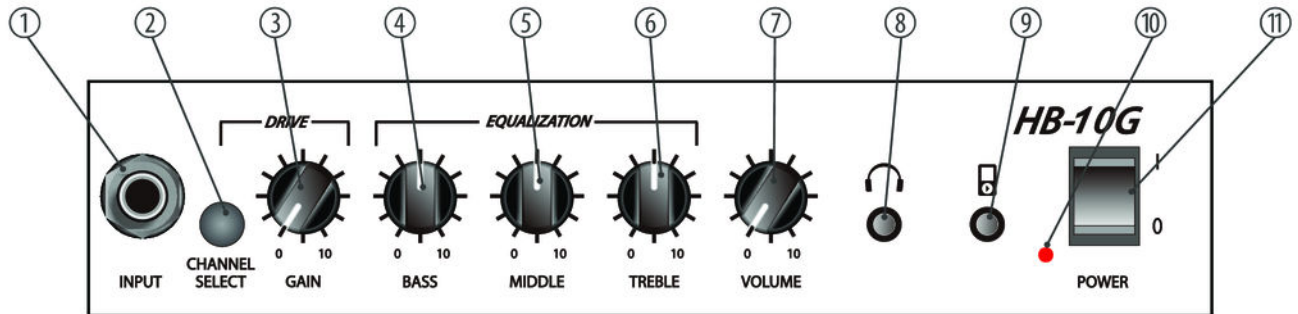 ① ② ③ ④ ⑤ ⑥ ⑦ ⑧ ⑨ ⑩ ⑪
HB-10G
DRIVE EQUALIZATION
I
0
0 10 0 10 0 10 0 10 0 10
INPUT CHANNEL SELECT GAIN BASS MIDDLE TREBLE VOLUME POWER